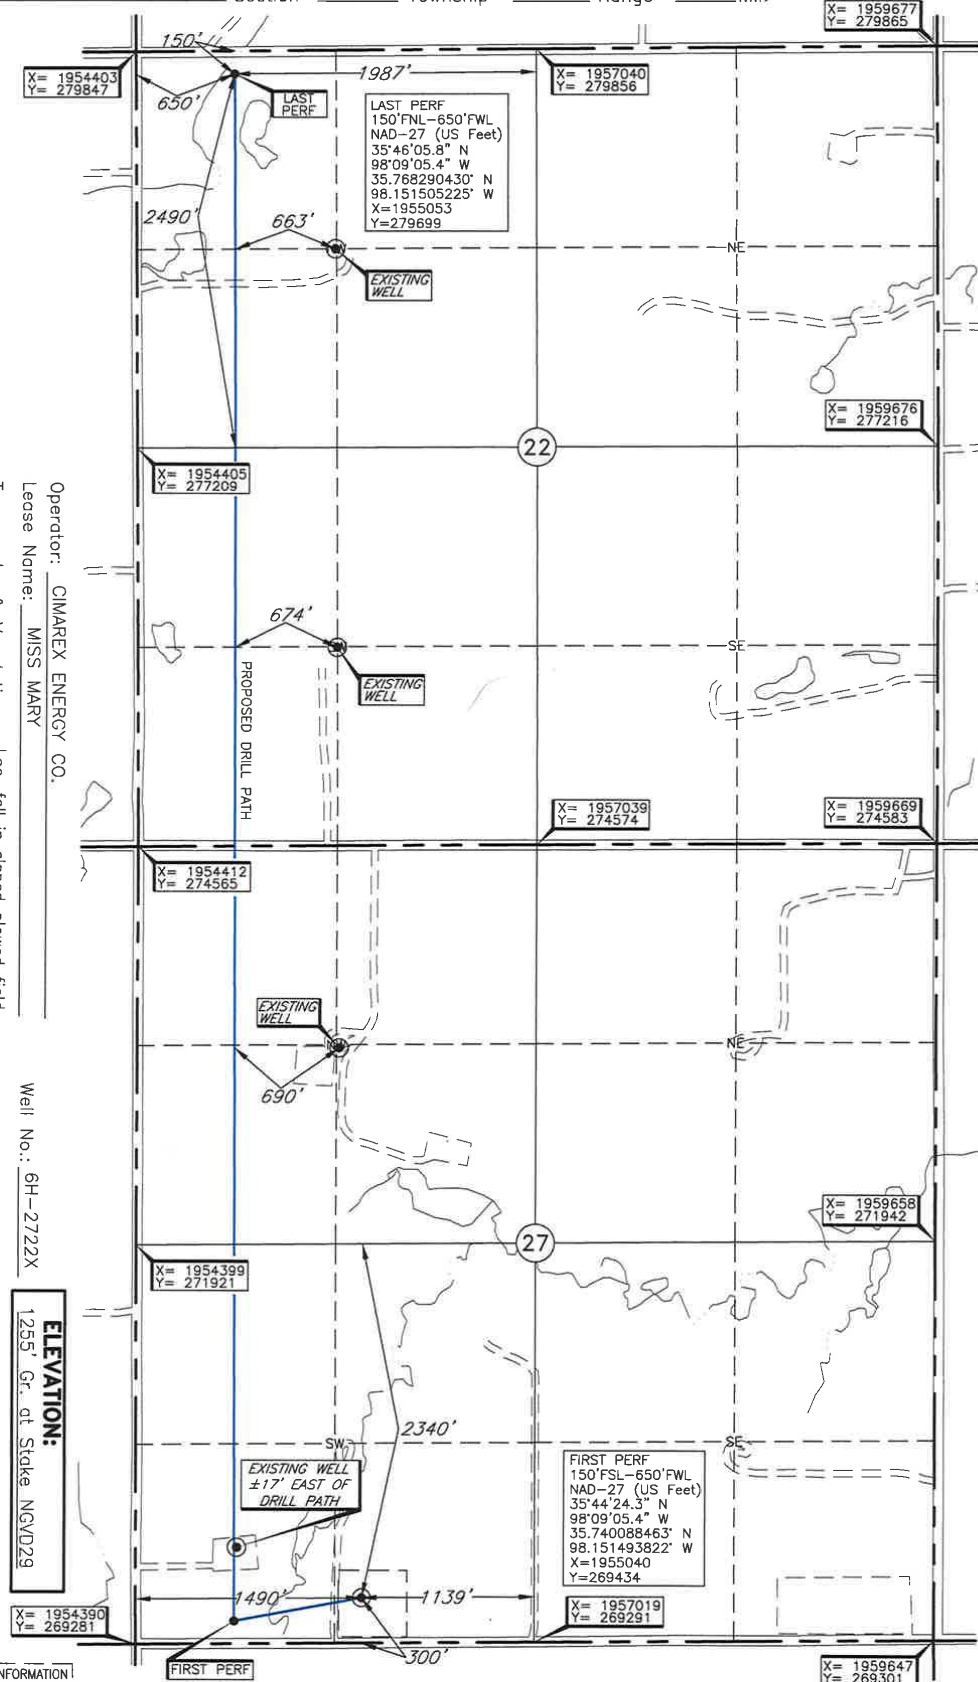 Section Township Range
X= 1959677
Y= 279865
150'
X= 1954403
Y= 279847
650'
1987'
LAST
PERF
X= 1957040
Y= 279856
LAST PERF
150'FNL-650'FWL
NAD-27 (US Feet)
35°46'05.8" N
98°09'05.4" W
35.768290430° N
98.151505225° W
X=1955053
Y=279699
2490'
663'
NE
EXISTING
WELL
X= 1959676
Y= 277216
22
X= 1954405
Y= 277209
674'
SE
EXISTING
WELL
PROPOSED DRILL PATH
X= 1957039
Y= 274574
X= 1959669
Y= 274583
X= 1954412
Y= 274565
EXISTING
WELL
NE
690'
X= 1959658
Y= 271942
27
X= 1954399
Y= 271921
2340'
SW
SE
EXISTING WELL
±17' EAST OF
DRILL PATH
FIRST PERF
150'FSL-650'FWL
NAD-27 (US Feet)
35°44'24.3" N
98°09'05.4" W
35.740088463° N
98.151493822° W
X=1955040
Y=269434
1490'
1139'
X= 1954390
Y= 269281
X= 1957019
Y= 269291
300'
FIRST PERF
X= 1959647
Y= 269301
NFORMATION
Operator: CIMAREX ENERGY CO.
Lease Name: MISS MARY
Well No.: 6H-2722X
ELEVATION:
1255' Gr. at Stake NGVD29